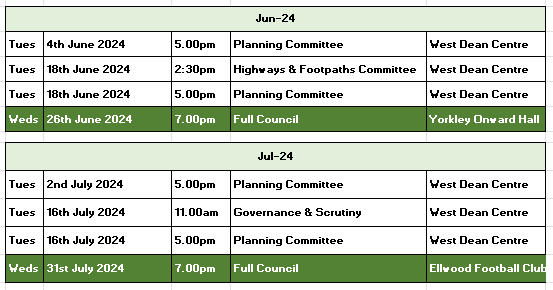 Jun-24
Tues 4th June 2024 5.00pm Planning Committee West Dean Centre
Tues 18th June 2024 2:30pm Highways & Footpaths Committee West Dean Centre
Tues 18th June 2024 5.00pm Planning Committee West Dean Centre
Weds 26th June 2024 7.00pm Full Council Yorkley Onward Hall
Jul-24
Tues 2nd July 2024 5.00pm Planning Committee West Dean Centre
Tues 16th July 2024 11.00am Governance & Scrutiny West Dean Centre
Tues 16th July 2024 5.00pm Planning Committee West Dean Centre
Weds 31st July 2024 7.00pm Full Council Ellwood Football Club